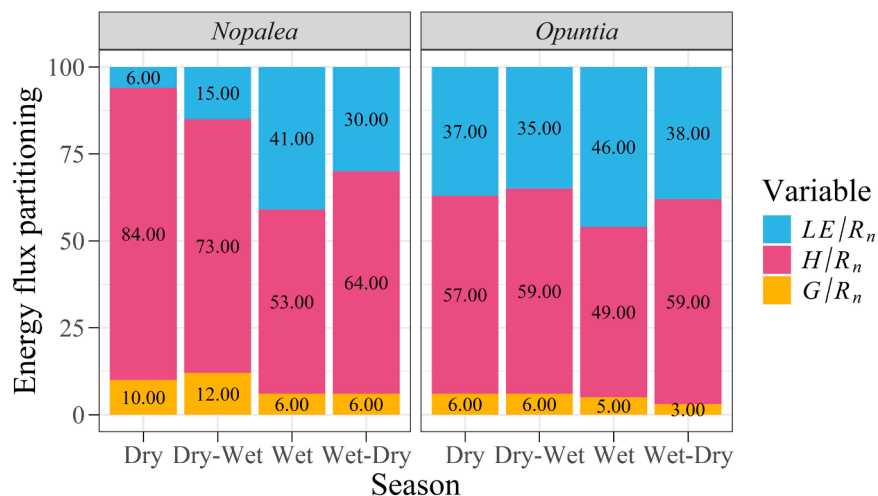 Nopalea
Opuntia
Energy flux partitioning
100
75
50
25
0
6.00
15.00
41.00
30.00
84.00
73.00
53.00
64.00
10.00
12.00
6.00
6.00
37.00
35.00
46.00
38.00
57.00
59.00
49.00
59.00
6.00
6.00
5.00
3.00
Dry Dry-Wet Wet Wet-Dry
Dry Dry-Wet Wet Wet-Dry
Season
Variable
LE/Rn
H/Rn
G/Rn